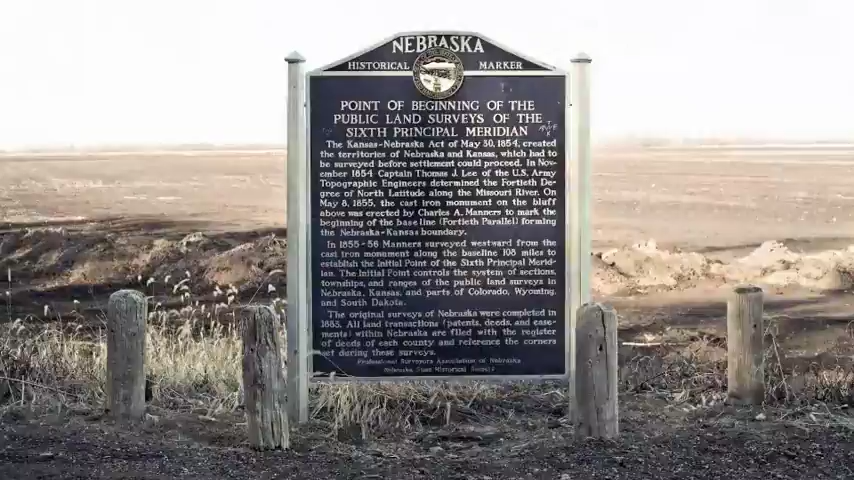 NEBRASKA
HISTORICAL MARKER
POINT OF BEGINNING OF THE
PUBLIC LAND SURVEYS OF THE
SIXTH PRINCIPAL MERIDIAN
The Kansas-Nebraska Act of May 30, 1854, created
the territories of Nebraska and Kansas, which had to
be surveyed before settlement could proceed. In Nov-
ember 1854 Captain Thomas J. Lee of the U.S. Army
Topographic Engineers determined the Fortieth De-
gree of North Latitude along the Missouri River. On
May 8, 1855, the cast iron monument on the bluff
above was erected by Charles A. Manners to mark the
beginning of the base line (Fortieth Parallel) forming
the Nebraska-Kansas boundary.
In 1855-56 Manners surveyed westward from the
cast iron monument along the baseline 108 miles to
establish the Initial Point of the Sixth Principal Merid-
ian. The Initial Point controls the system of sections,
townships, and ranges of the public land surveys in
Nebraska, Kansas, and parts of Colorado, Wyoming,
and South Dakota.
The original surveys of Nebraska were completed in
1885. All land transactions (patents, deeds, and ease-
ments) within Nebraska are filed with the register
of deeds of each county and reference the corners
set during these surveys.
Professional Surveyors Association of Nebraska
Nebraska State Historical Society